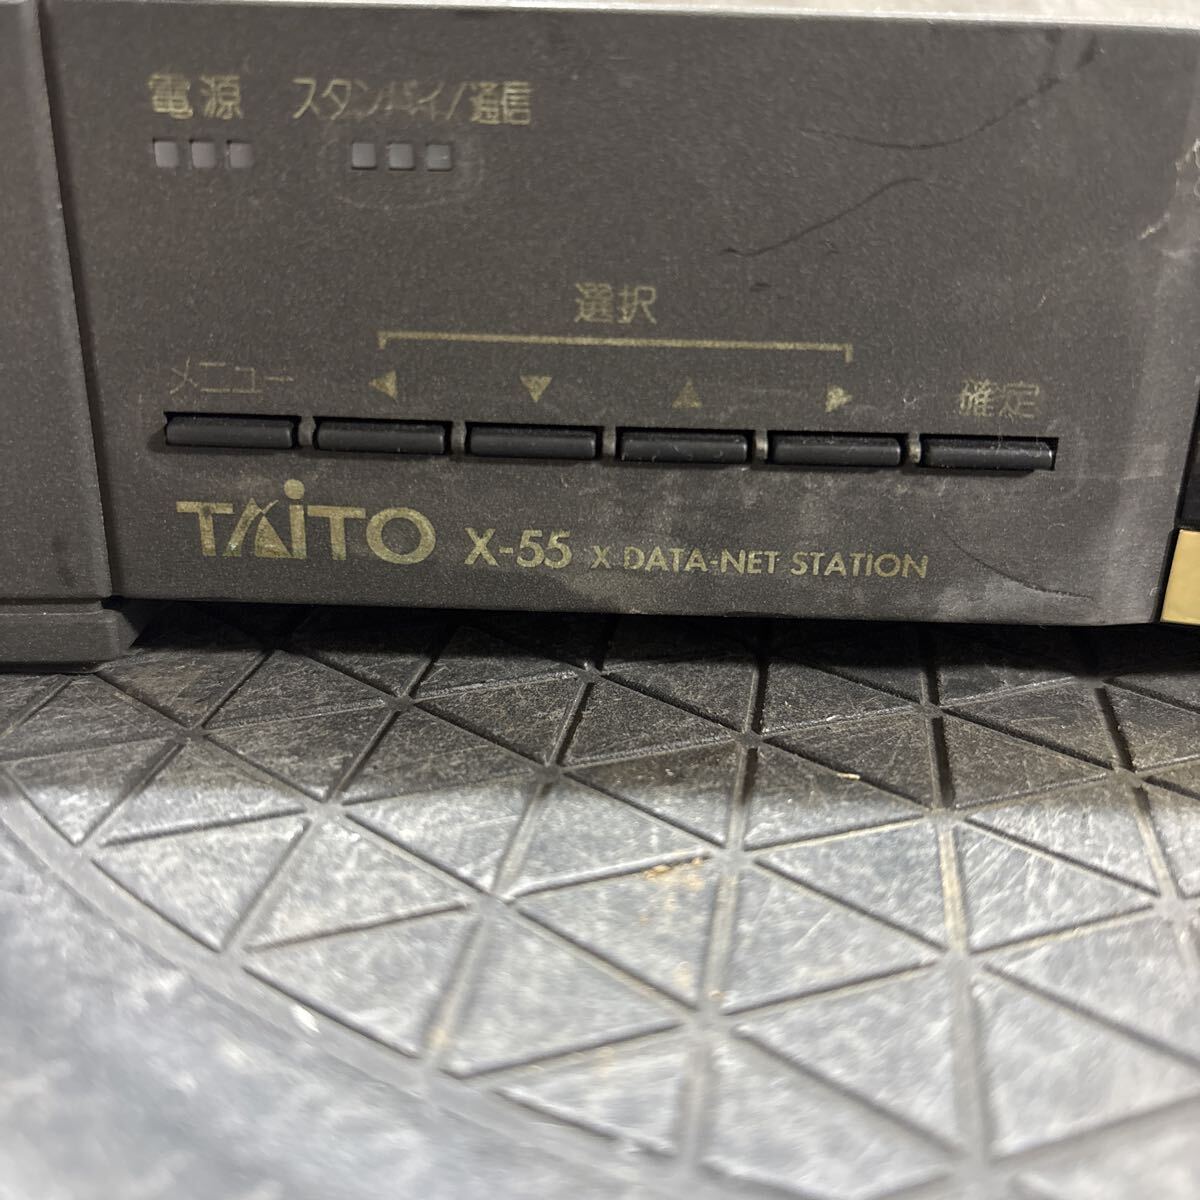 電源 スタンバイ/通信
選択
メニュー ◀ ▼ ▲ ▶ 確定
TAiTO X-55 X DATA-NET STATION